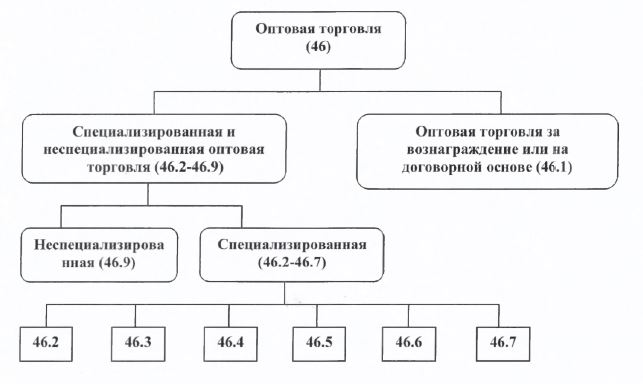 Оптовая торговля
(46)
Специализированная и
неспециализированная оптовая
торговля (46.2-46.9)
Оптовая торговля за
вознаграждение или на
договорной основе (46.1)
Неспециализирова
нная (46.9)
Специализированная
(46.2-46.7)
46.2
46.3
46.4
46.5
46.6
46.7